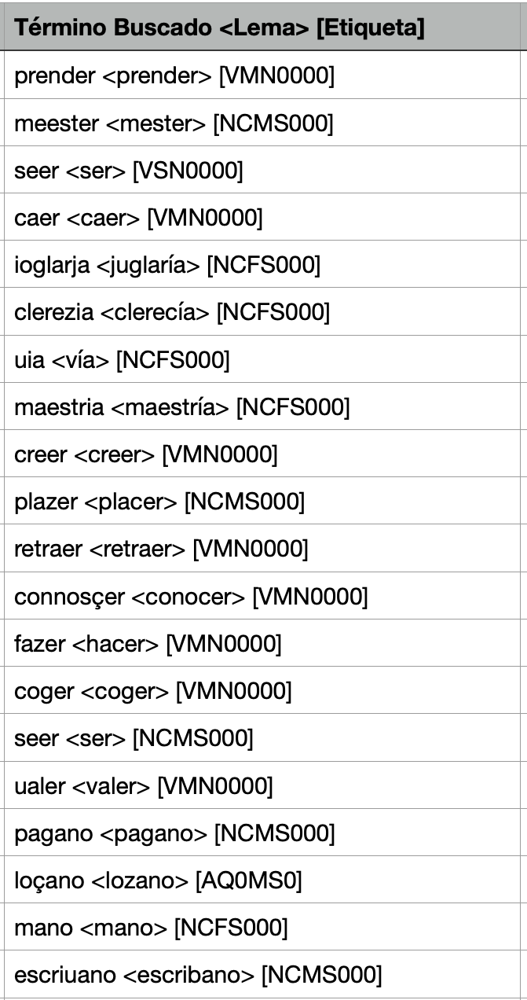 Término Buscado <Lema> [Etiqueta]
prender <prender> [VMN0000]
meester <mester> [NCMS000]
seer <ser> [VSN0000]
caer <caer> [VMN0000]
ioglarja <juglaría> [NCFS000]
clerezia <clerecía> [NCFS000]
uia <vía> [NCFS000]
maestria <maestría> [NCFS000]
creer <creer> [VMN0000]
plazer <placer> [NCMS000]
retraer <retraer> [VMN0000]
connosçer <conocer> [VMN0000]
fazer <hacer> [VMN0000]
coger <coger> [VMN0000]
seer <ser> [NCMS000]
ualer <valer> [VMN0000]
pagano <pagano> [NCMS000]
loçano <lozano> [AQ0MS0]
mano <mano> [NCFS000]
escriuano <escribano> [NCMS000]